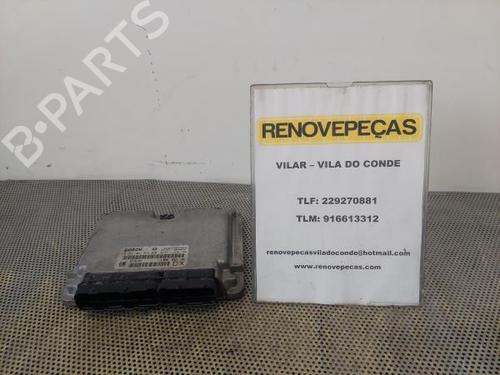 B-PARTS
RENOVEPEÇAS
VILAR – VILA DO CONDE
TLF: 229270881
TLM: 916613312
renovepecasviladoconde@hotmail.com
www.renovepecas.com
BOSCH